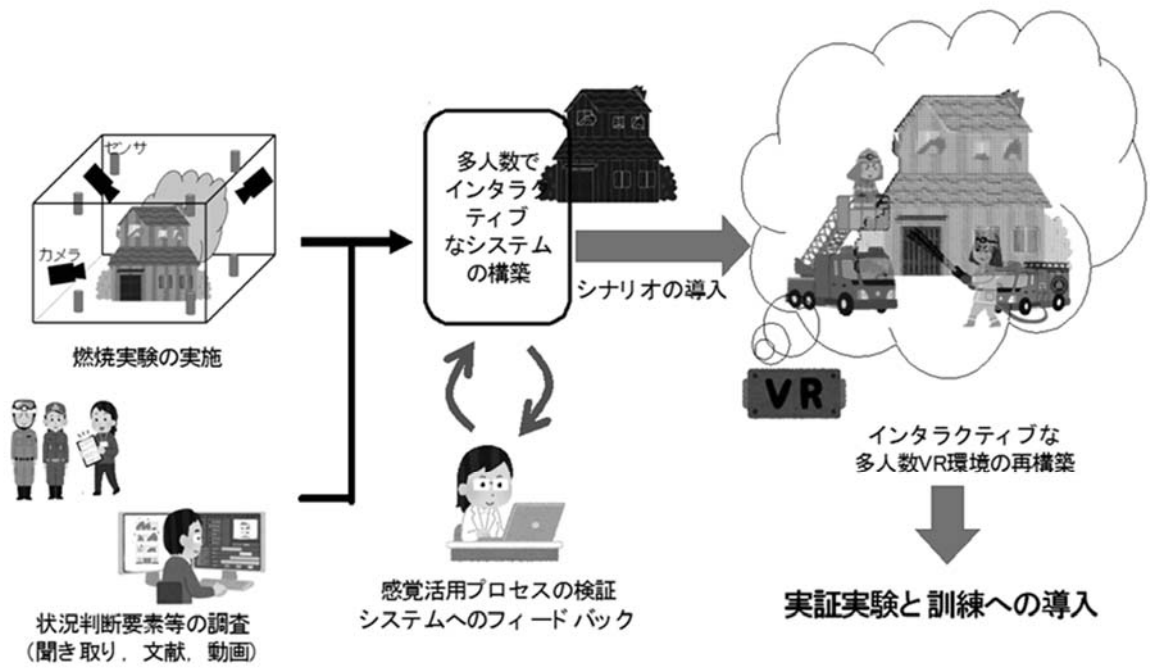 センサ
カメラ
燃焼実験の実施
状況判断要素等の調査
(聞き取り，文献，動画)
多人数で
インタラク
ティブ
なシステム
の構築
感覚活用プロセスの検証
システムへのフィードバック
シナリオの導入
VR
インタラクティブな
多人数VR環境の再構築
実証実験と訓練への導入